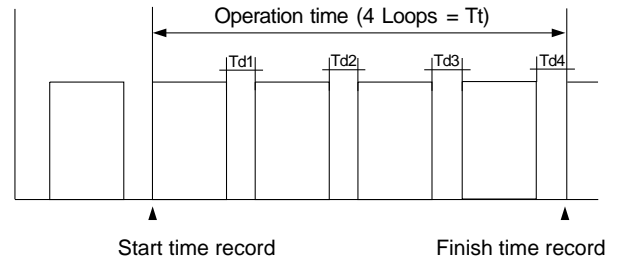 Operation time (4 Loops = Tt)
Td1 Td2 Td3 Td4
Start time record Finish time record